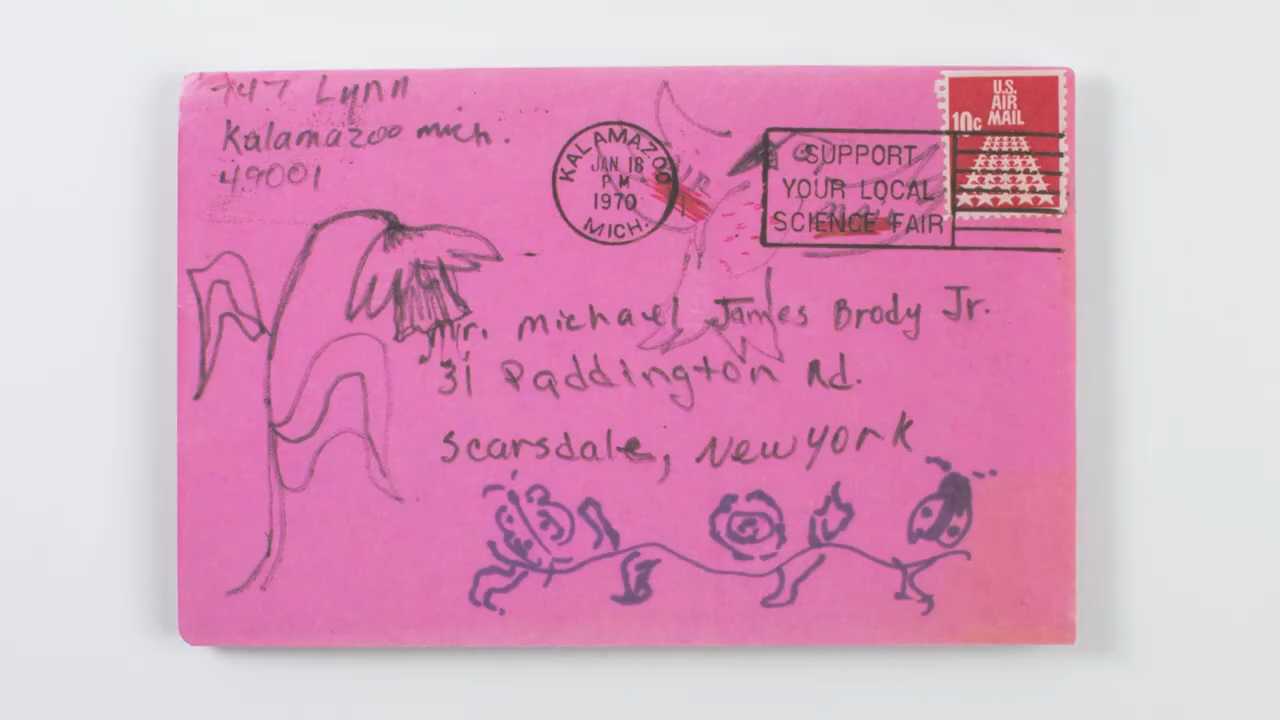 747 Lynn
Kalamazoo mich.
49001
KALAMAZOO
JAN. 18
PM
1970
MICH.
SUPPORT
YOUR LOCAL
SCIENCE FAIR
U.S.
AIR
MAIL
10c
mr. michael James Brody Jr.
31 Paddington Rd.
Scarsdale, New york